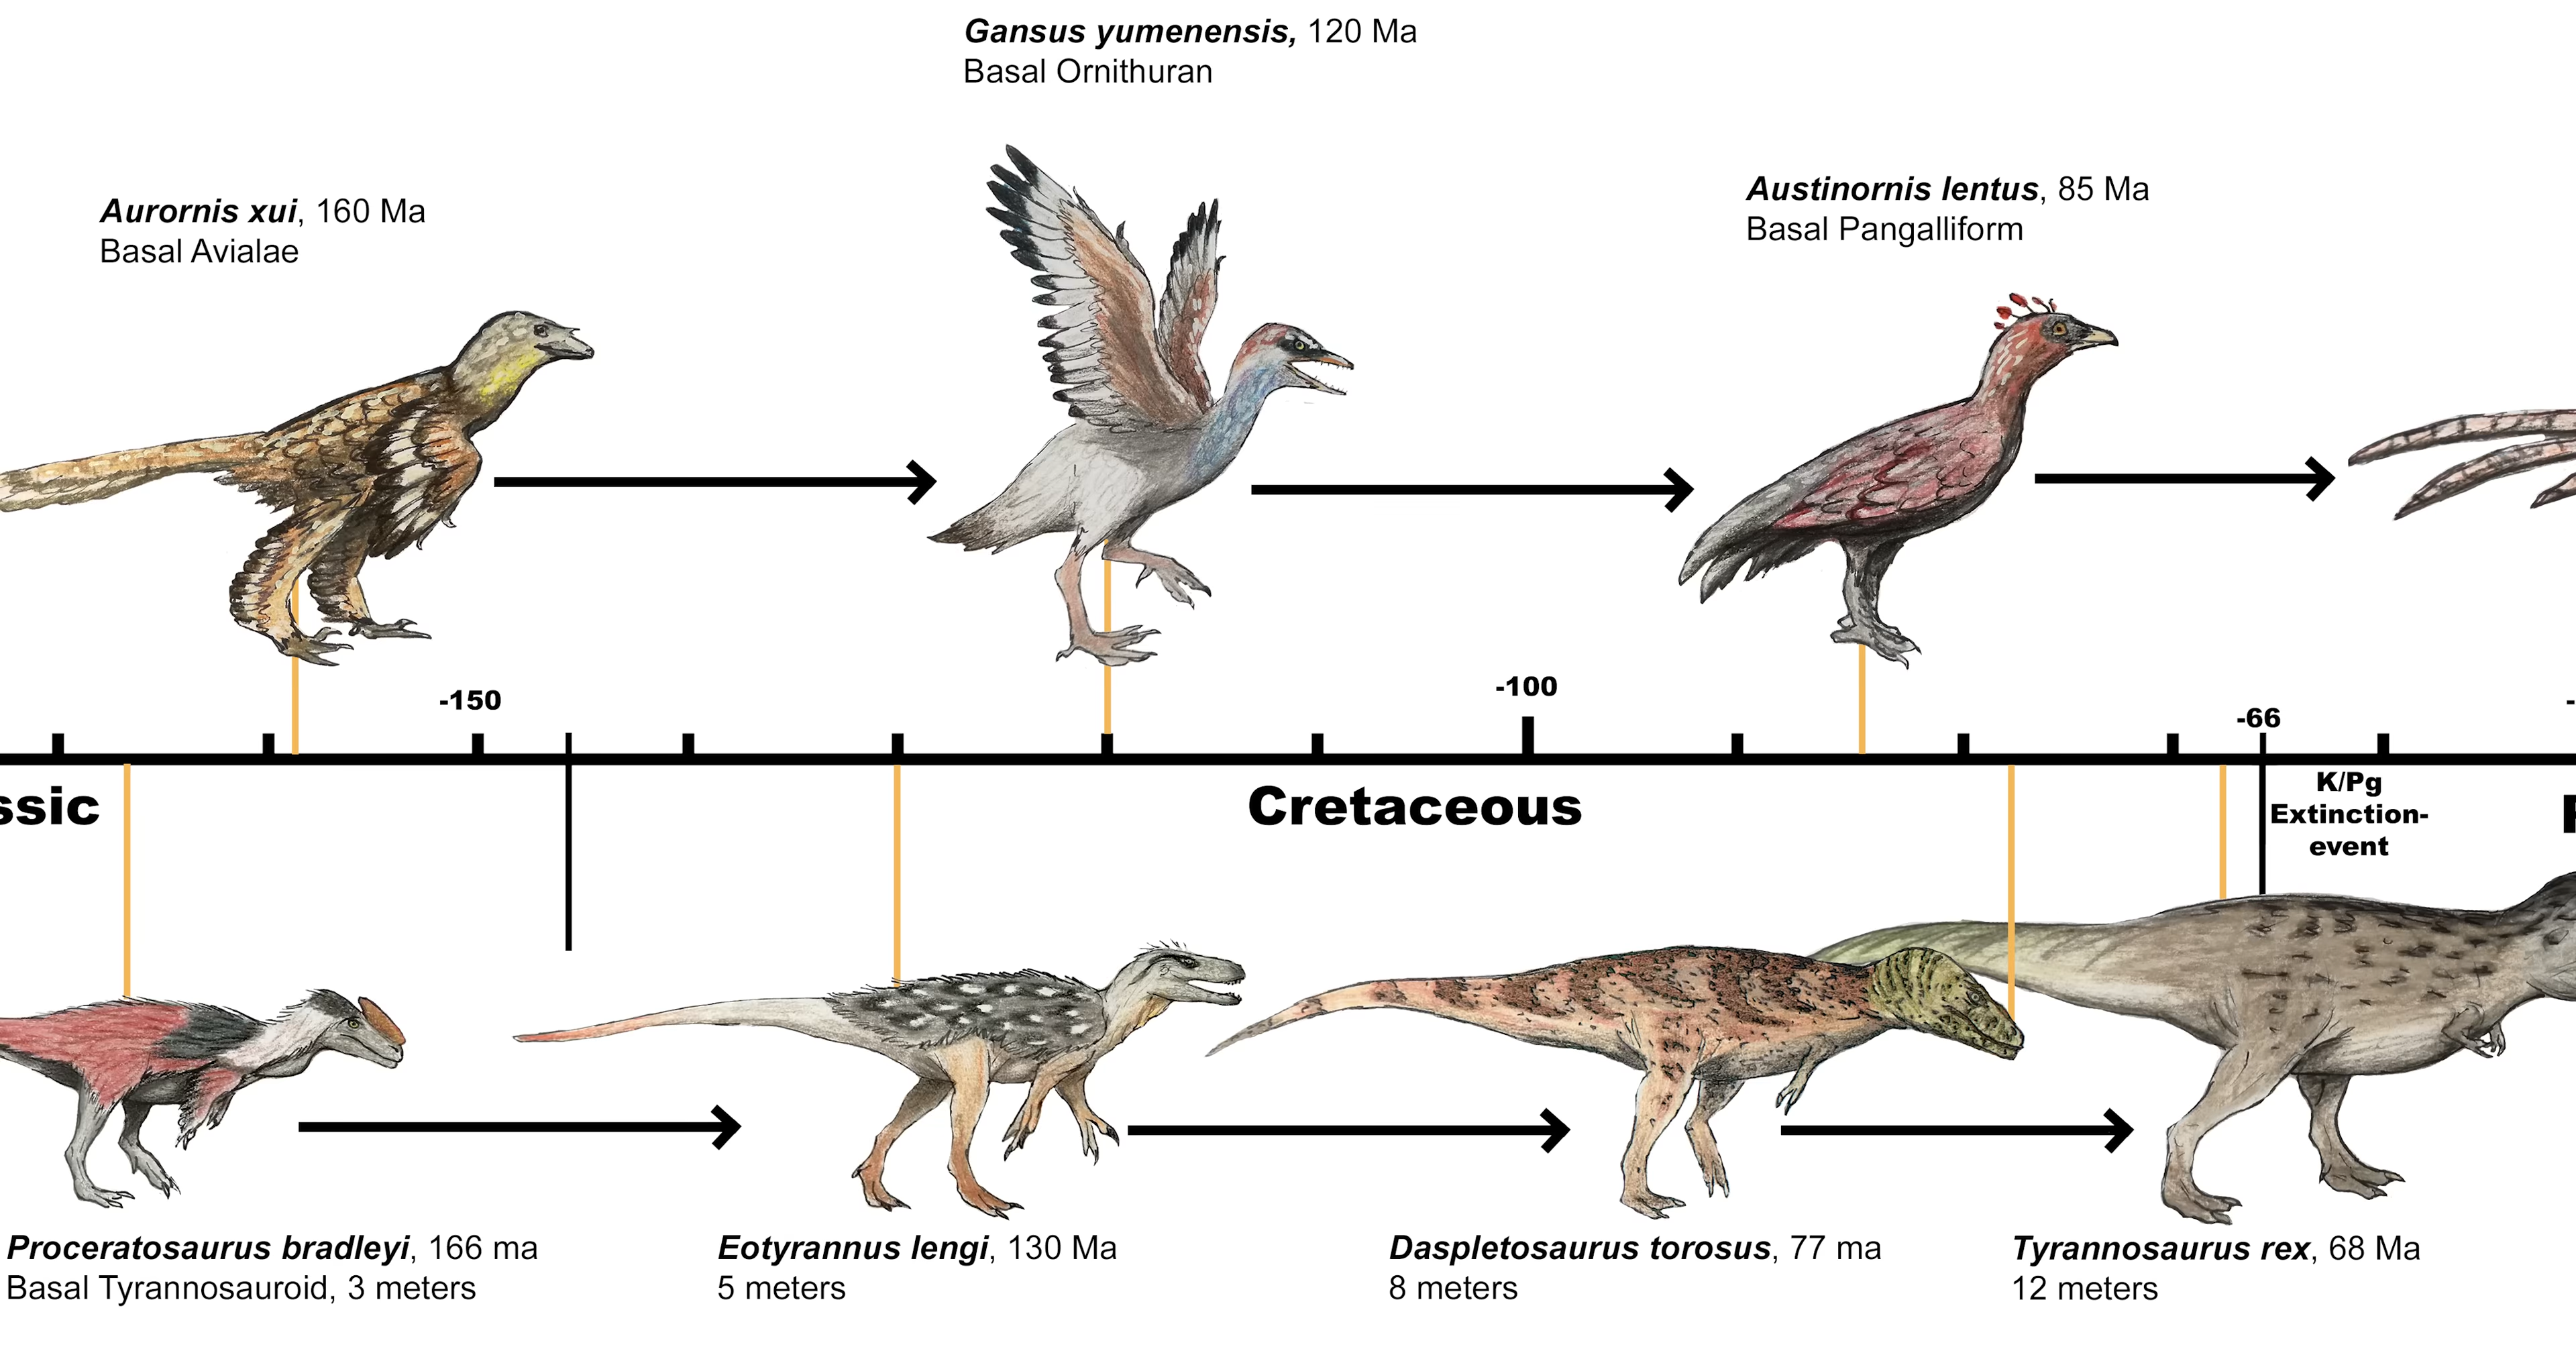 Gansus yumenensis, 120 Ma
Basal Ornithuran
Austinornis lentus, 85 Ma
Basal Pangalliform
Aurornis xui, 160 Ma
Basal Avialae
-150
-100
-66
-
ssic
Cretaceous
K/Pg
Extinction-
event
Proceratosaurus bradleyi, 166 ma
Basal Tyrannosauroid, 3 meters
Eotyrannus lengi, 130 Ma
5 meters
Daspletosaurus torosus, 77 ma
8 meters
Tyrannosaurus rex, 68 Ma
12 meters